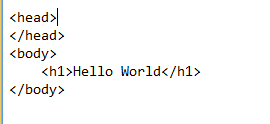 <head>
</head>
<body>
    <h1>Hello World</h1>
</body>